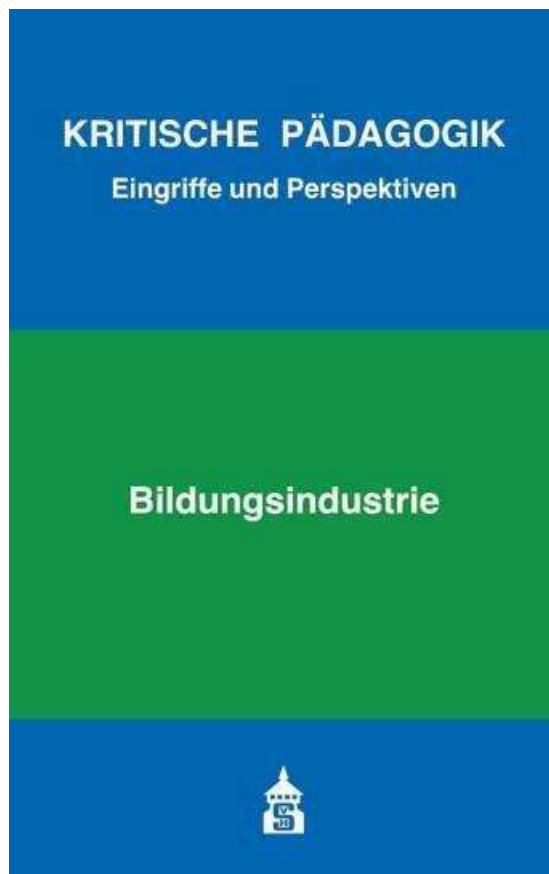 KRITISCHE PÄDAGOGIK
Eingriffe und Perspektiven
Bildungsindustrie
S
V
H